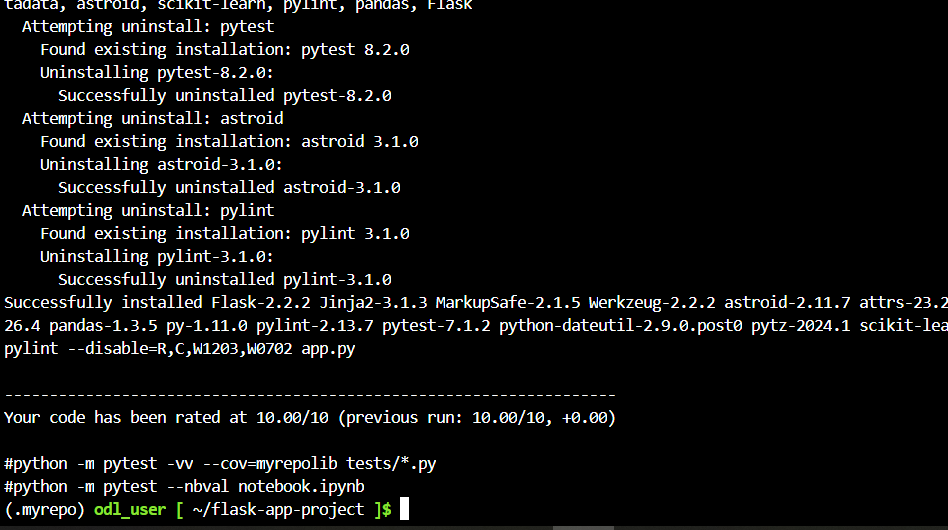 tadata, astroid, scikit-learn, pylint, pandas, Flask
  Attempting uninstall: pytest
    Found existing installation: pytest 8.2.0
    Uninstalling pytest-8.2.0:
      Successfully uninstalled pytest-8.2.0
  Attempting uninstall: astroid
    Found existing installation: astroid 3.1.0
    Uninstalling astroid-3.1.0:
      Successfully uninstalled astroid-3.1.0
  Attempting uninstall: pylint
    Found existing installation: pylint 3.1.0
    Uninstalling pylint-3.1.0:
      Successfully uninstalled pylint-3.1.0
Successfully installed Flask-2.2.2 Jinja2-3.1.3 MarkupSafe-2.1.5 Werkzeug-2.2.2 astroid-2.11.7 attrs-23.2
26.4 pandas-1.3.5 py-1.11.0 pylint-2.13.7 pytest-7.1.2 python-dateutil-2.9.0.post0 pytz-2024.1 scikit-lea
pylint --disable=R,C,W1203,W0702 app.py
--------------------------------------------------------------------
Your code has been rated at 10.00/10 (previous run: 10.00/10, +0.00)
#python -m pytest -vv --cov=myrepolib tests/*.py
#python -m pytest --nbval notebook.ipynb
(.myrepo) odl_user [ ~/flask-app-project ]$